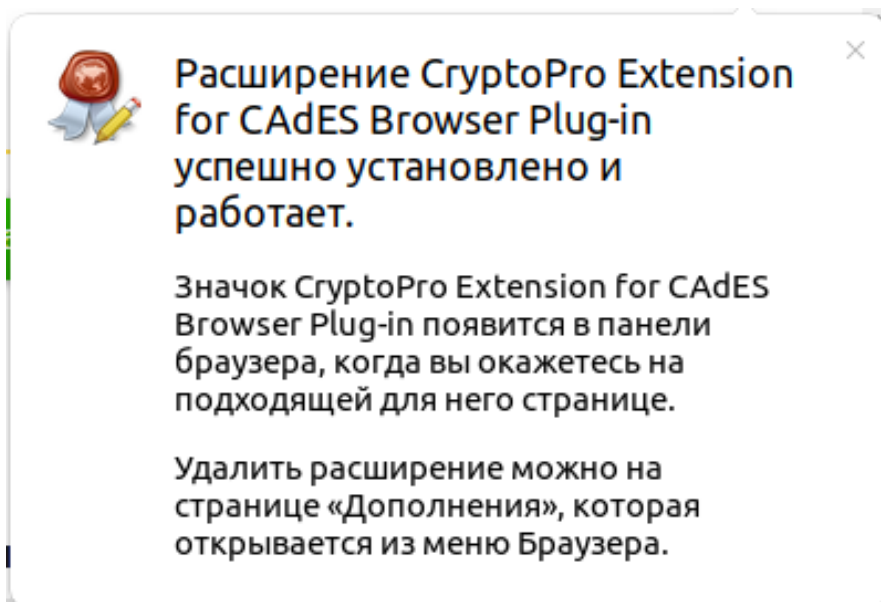 Расширение CryptoPro Extension
for CAdES Browser Plug-in
успешно установлено и
работает.
Значок CryptoPro Extension for CAdES
Browser Plug-in появится в панели
браузера, когда вы окажетесь на
подходящей для него странице.
Удалить расширение можно на
странице «Дополнения», которая
открывается из меню Браузера.